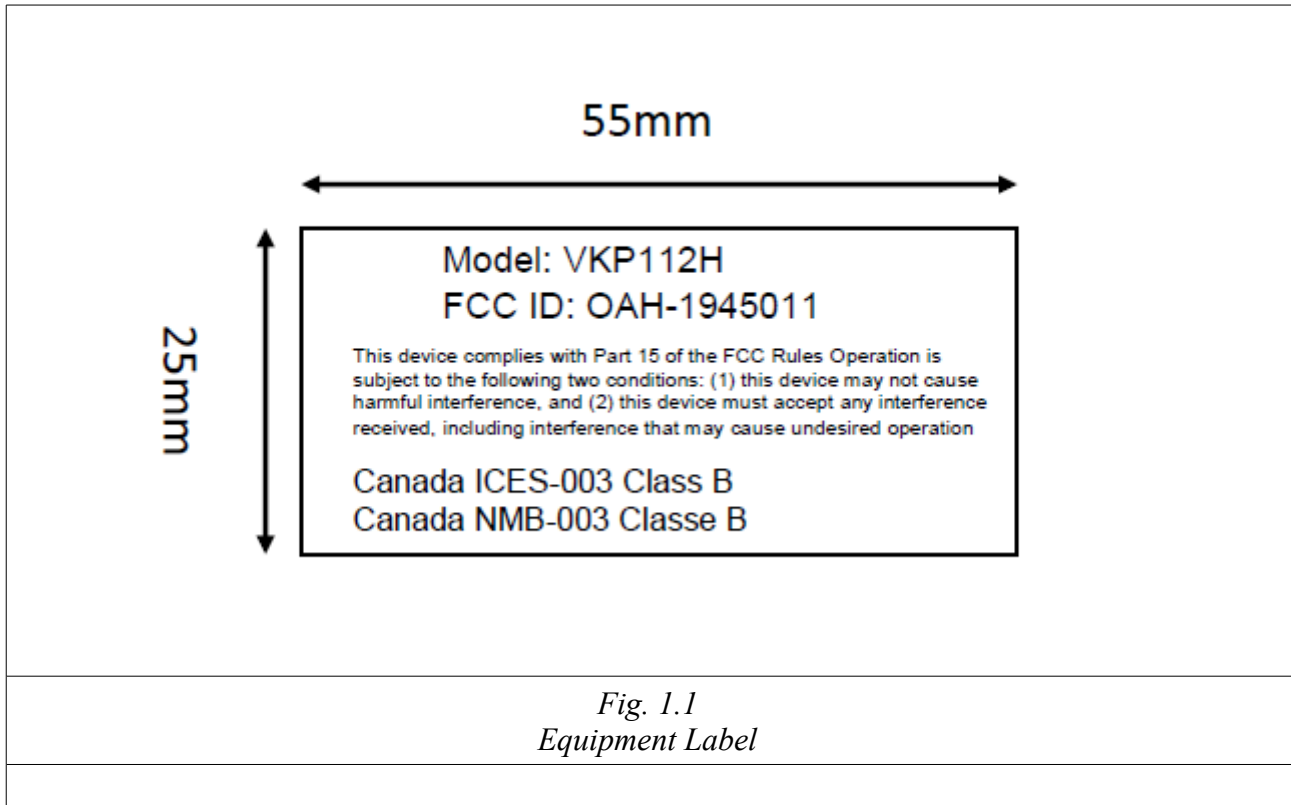 55mm
25mm
Model: VKP112H
FCC ID: OAH-1945011
This device complies with Part 15 of the FCC Rules Operation is
subject to the following two conditions: (1) this device may not cause
harmful interference, and (2) this device must accept any interference
received, including interference that may cause undesired operation
Canada ICES-003 Class B
Canada NMB-003 Classe B
Fig. 1.1
Equipment Label